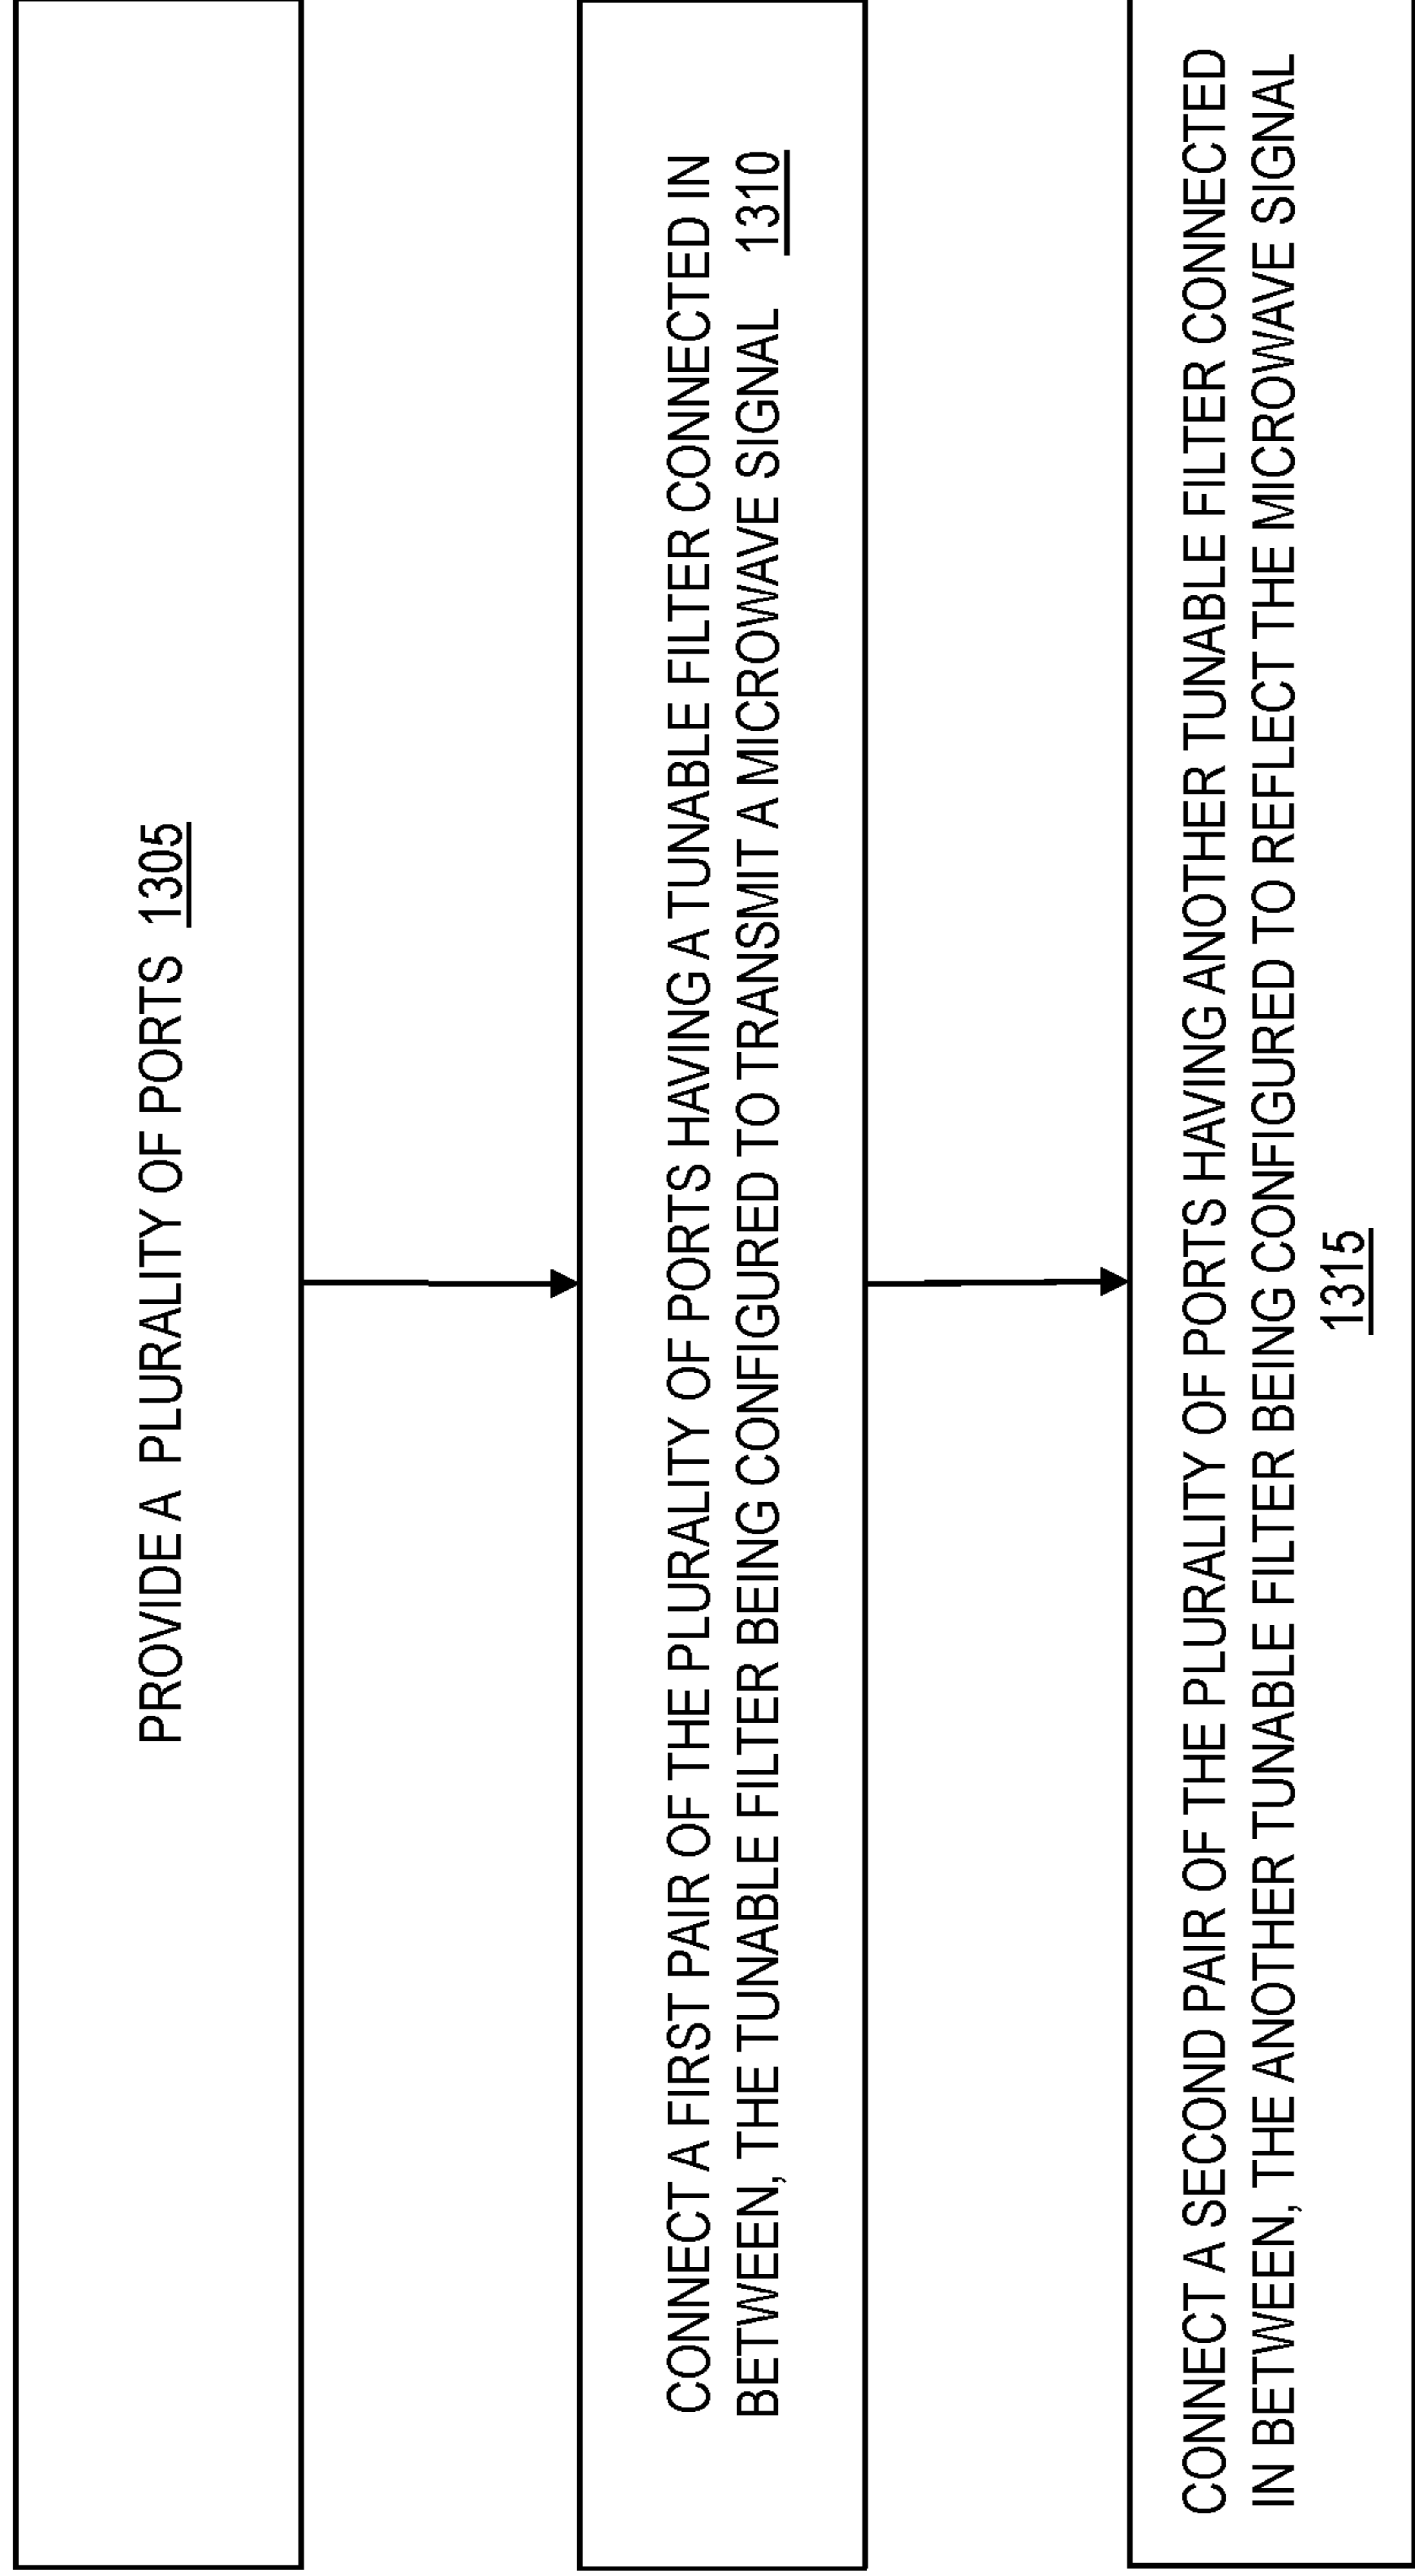 PROVIDE A PLURALITY OF PORTS 1305
CONNECT A FIRST PAIR OF THE PLURALITY OF PORTS HAVING A TUNABLE FILTER CONNECTED IN
BETWEEN, THE TUNABLE FILTER BEING CONFIGURED TO TRANSMIT A MICROWAVE SIGNAL 1310
CONNECT A SECOND PAIR OF THE PLURALITY OF PORTS HAVING ANOTHER TUNABLE FILTER CONNECTED
IN BETWEEN, THE ANOTHER TUNABLE FILTER BEING CONFIGURED TO REFLECT THE MICROWAVE SIGNAL
1315